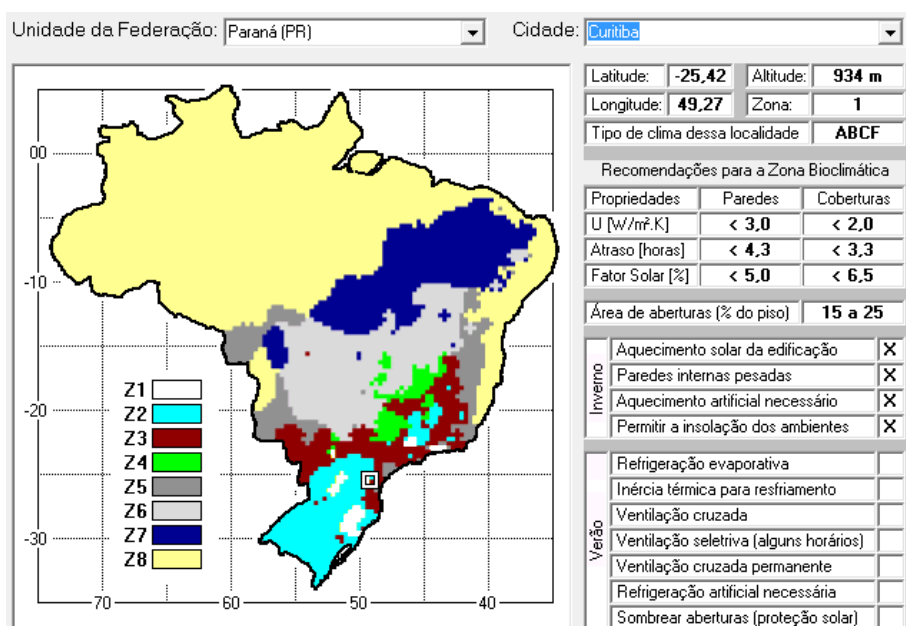 Unidade da Federação: Paraná (PR) Cidade: Curitiba
Latitude: -25,42 Altitude: 934 m
Longitude: 49,27 Zona: 1
Tipo de clima dessa localidade ABCF
Recomendações para a Zona Bioclimática
Propriedades Paredes Coberturas
U [W/m².K] < 3,0 < 2,0
Atraso [horas] < 4,3 < 3,3
Fator Solar [%] < 5,0 < 6,5
Área de aberturas (% do piso) 15 a 25
Inverno
Aquecimento solar da edificação X
Paredes internas pesadas X
Aquecimento artificial necessário X
Permitir a insolação dos ambientes X
Verão
Refrigeração evaporativa
Inércia térmica para resfriamento
Ventilação cruzada
Ventilação seletiva (alguns horários)
Ventilação cruzada permanente
Refrigeração artificial necessária
Sombrear aberturas (proteção solar)
00
-10
-20
-30
Z1
Z2
Z3
Z4
Z5
Z6
Z7
Z8
70 60 50 40